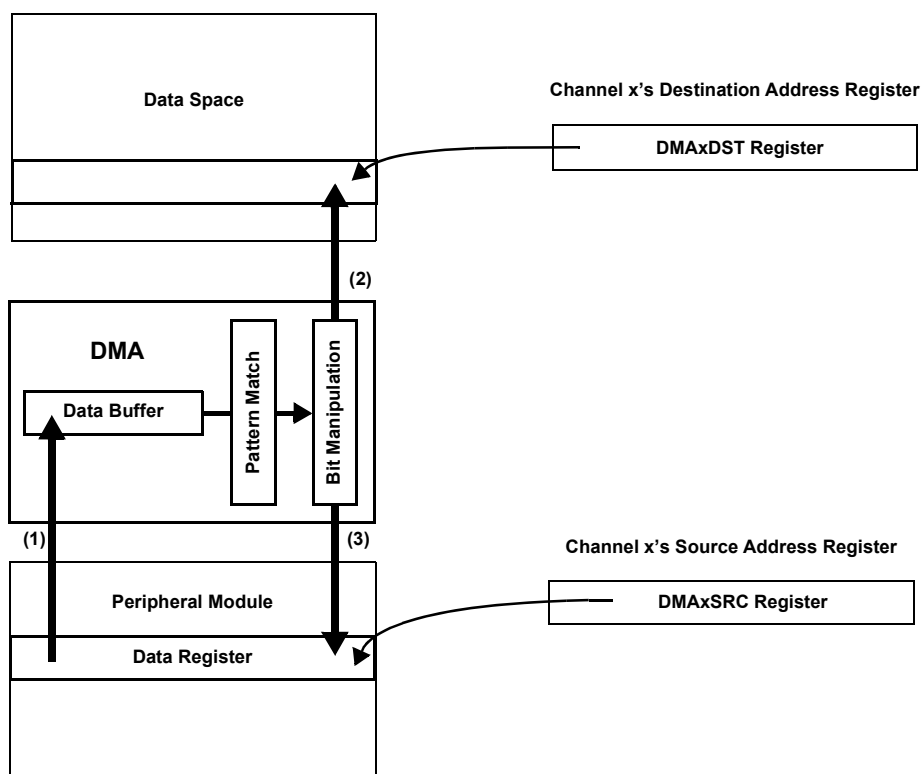 Data Space
Channel x's Destination Address Register
DMAxDST Register
(2)
DMA
Data Buffer
Pattern Match
Bit Manipulation
(1)
(3)
Channel x's Source Address Register
Peripheral Module
DMAxSRC Register
Data Register